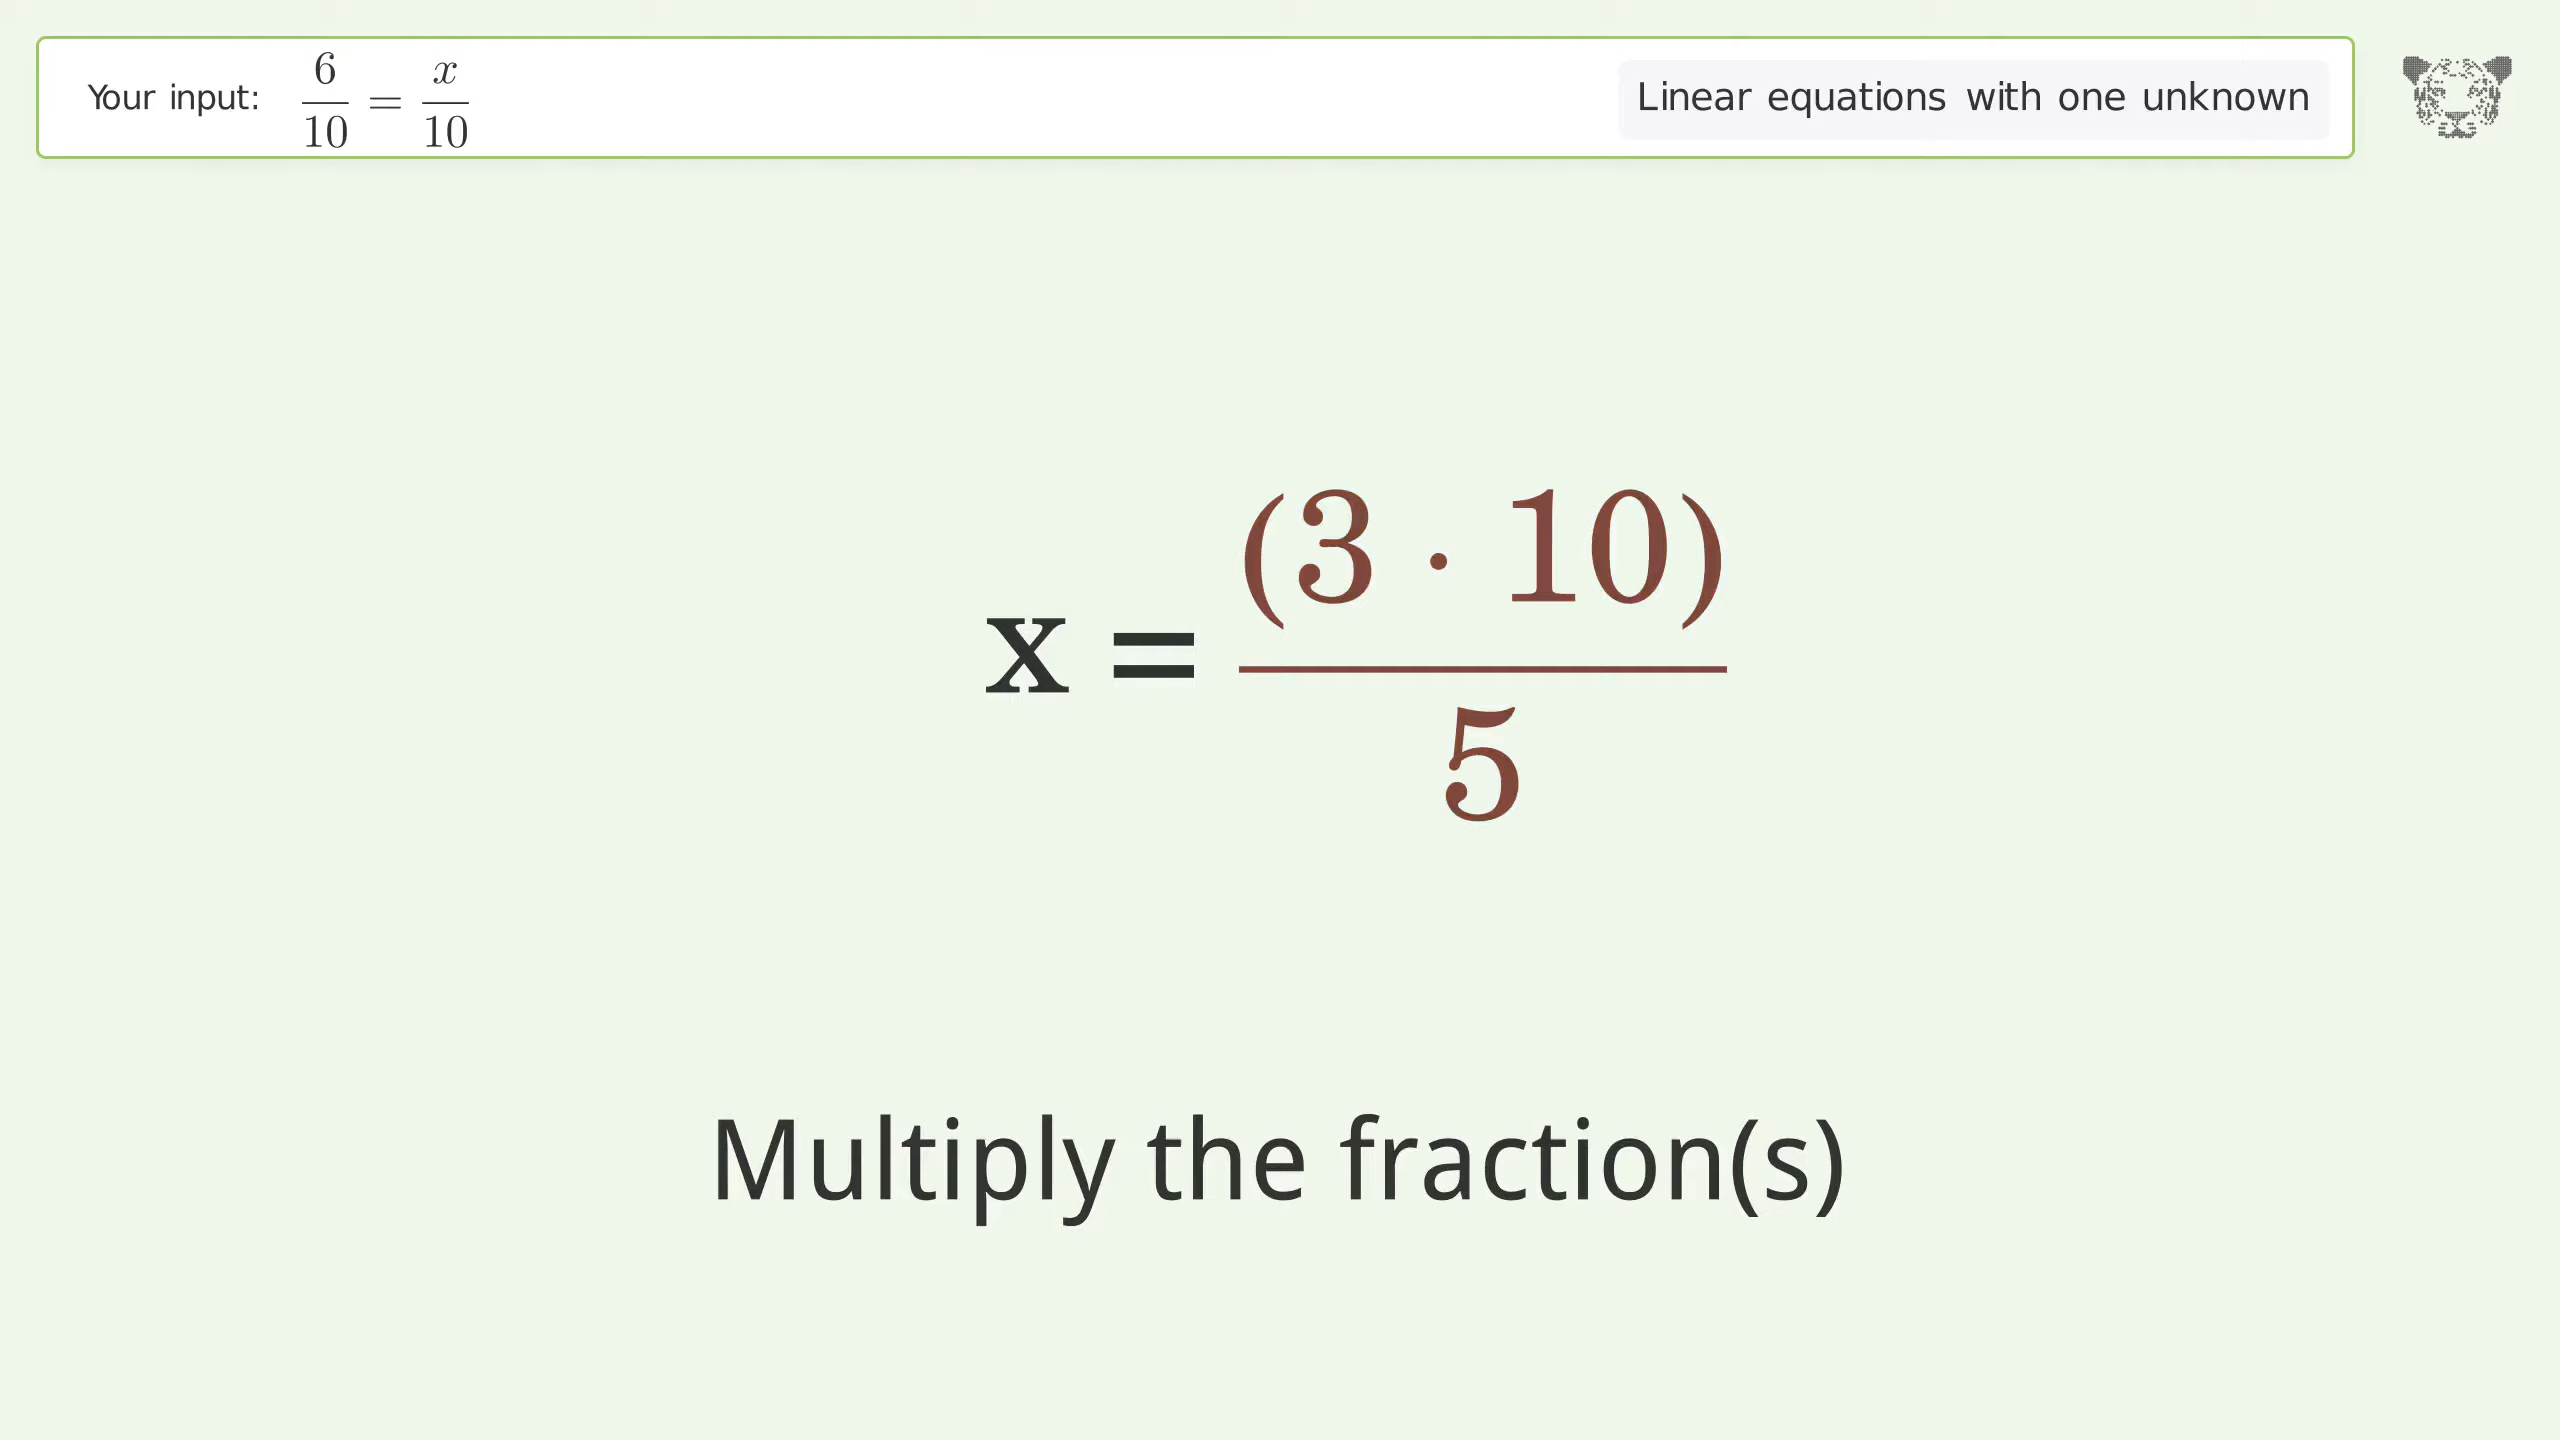 Your input: 6/10 = x/10
Linear equations with one unknown
x = (3 · 10)/5
Multiply the fraction(s)